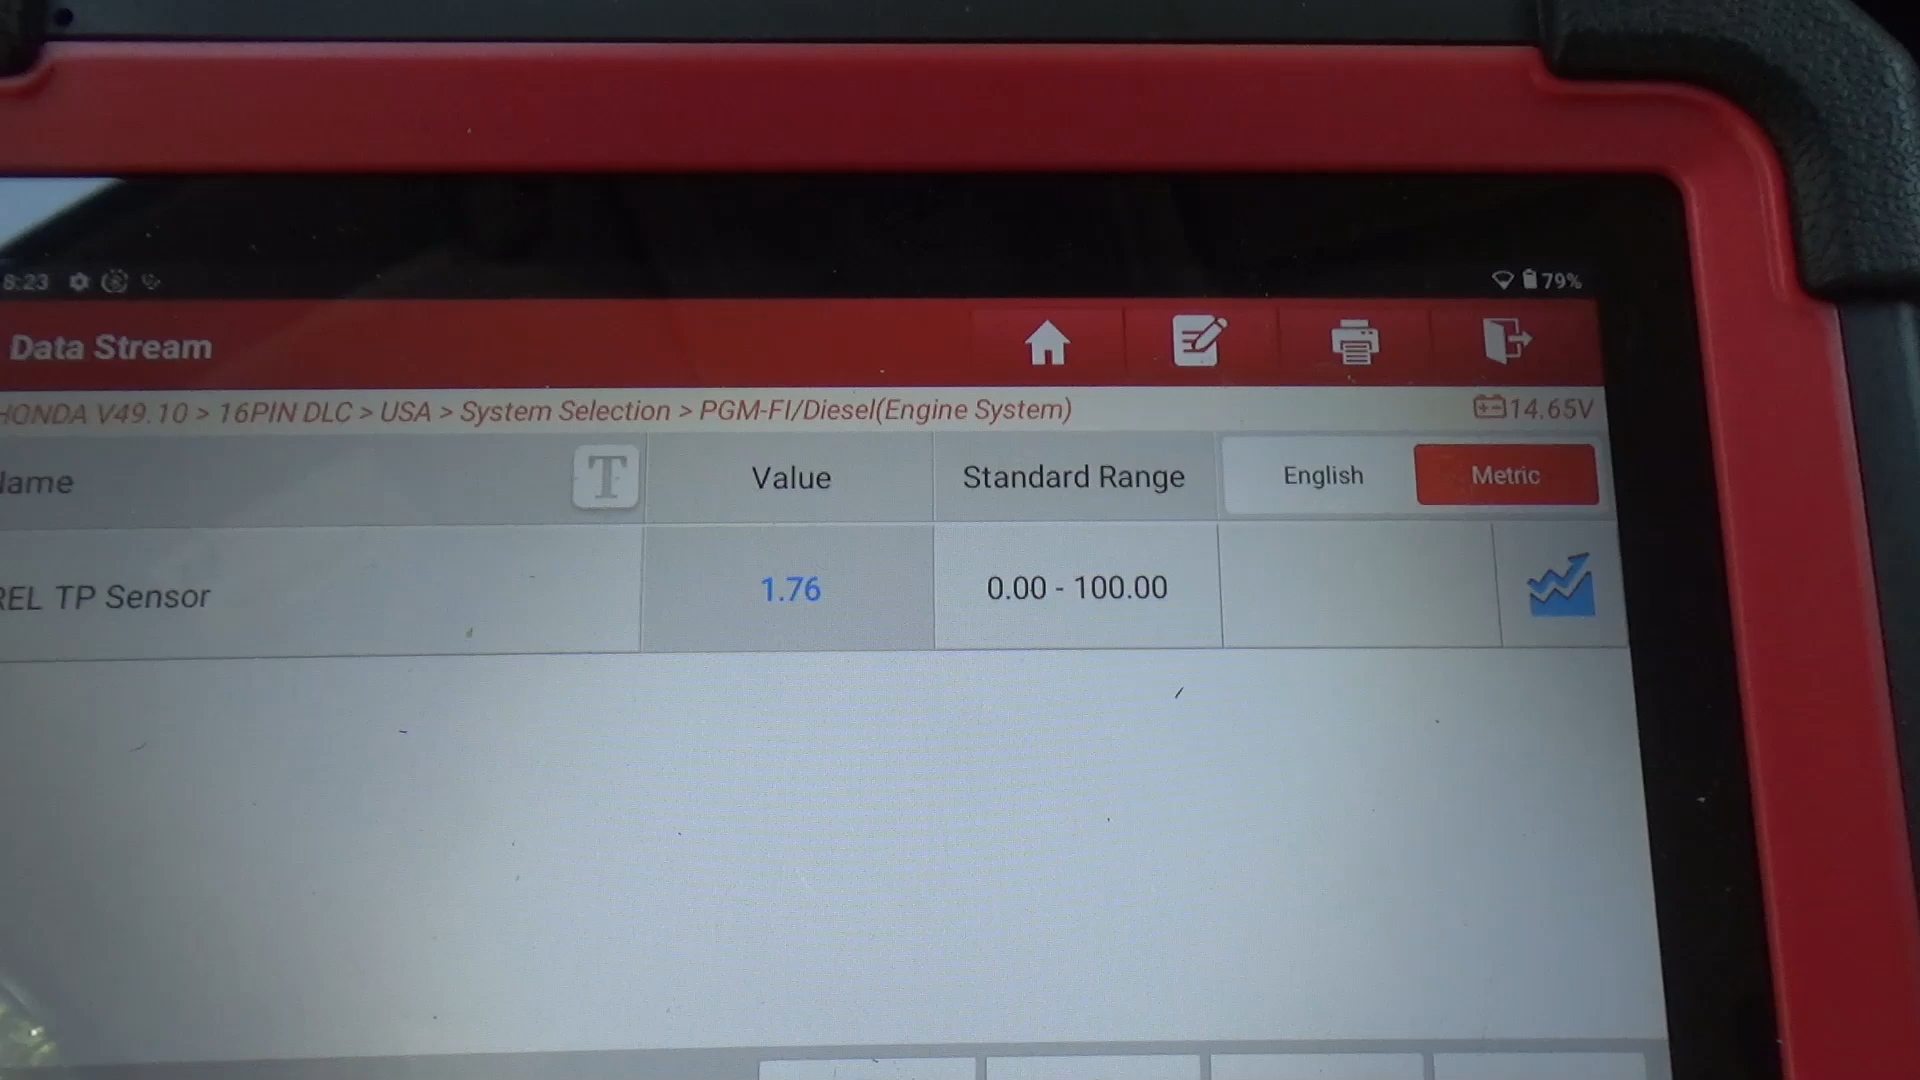 8:23 79%
Data Stream
HONDA V49.10 > 16PIN DLC > USA > System Selection > PGM-FI/Diesel(Engine System) 14.65V
ame T Value Standard Range English Metric
REL TP Sensor 1.76 0.00 - 100.00